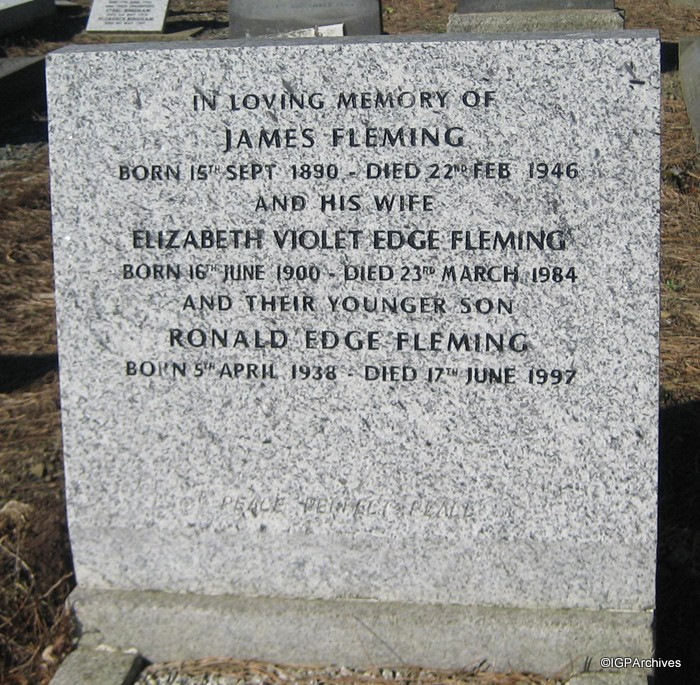 IN LOVING MEMORY OF
JAMES FLEMING
BORN 15TH SEPT 1890 - DIED 22ND FEB 1946
AND HIS WIFE
ELIZABETH VIOLET EDGE FLEMING
BORN 16TH JUNE 1900 - DIED 23RD MARCH 1984
AND THEIR YOUNGER SON
RONALD EDGE FLEMING
BORN 5TH APRIL 1938 - DIED 17TH JUNE 1997
PEACE PERFECT PEACE
©IGPArchives